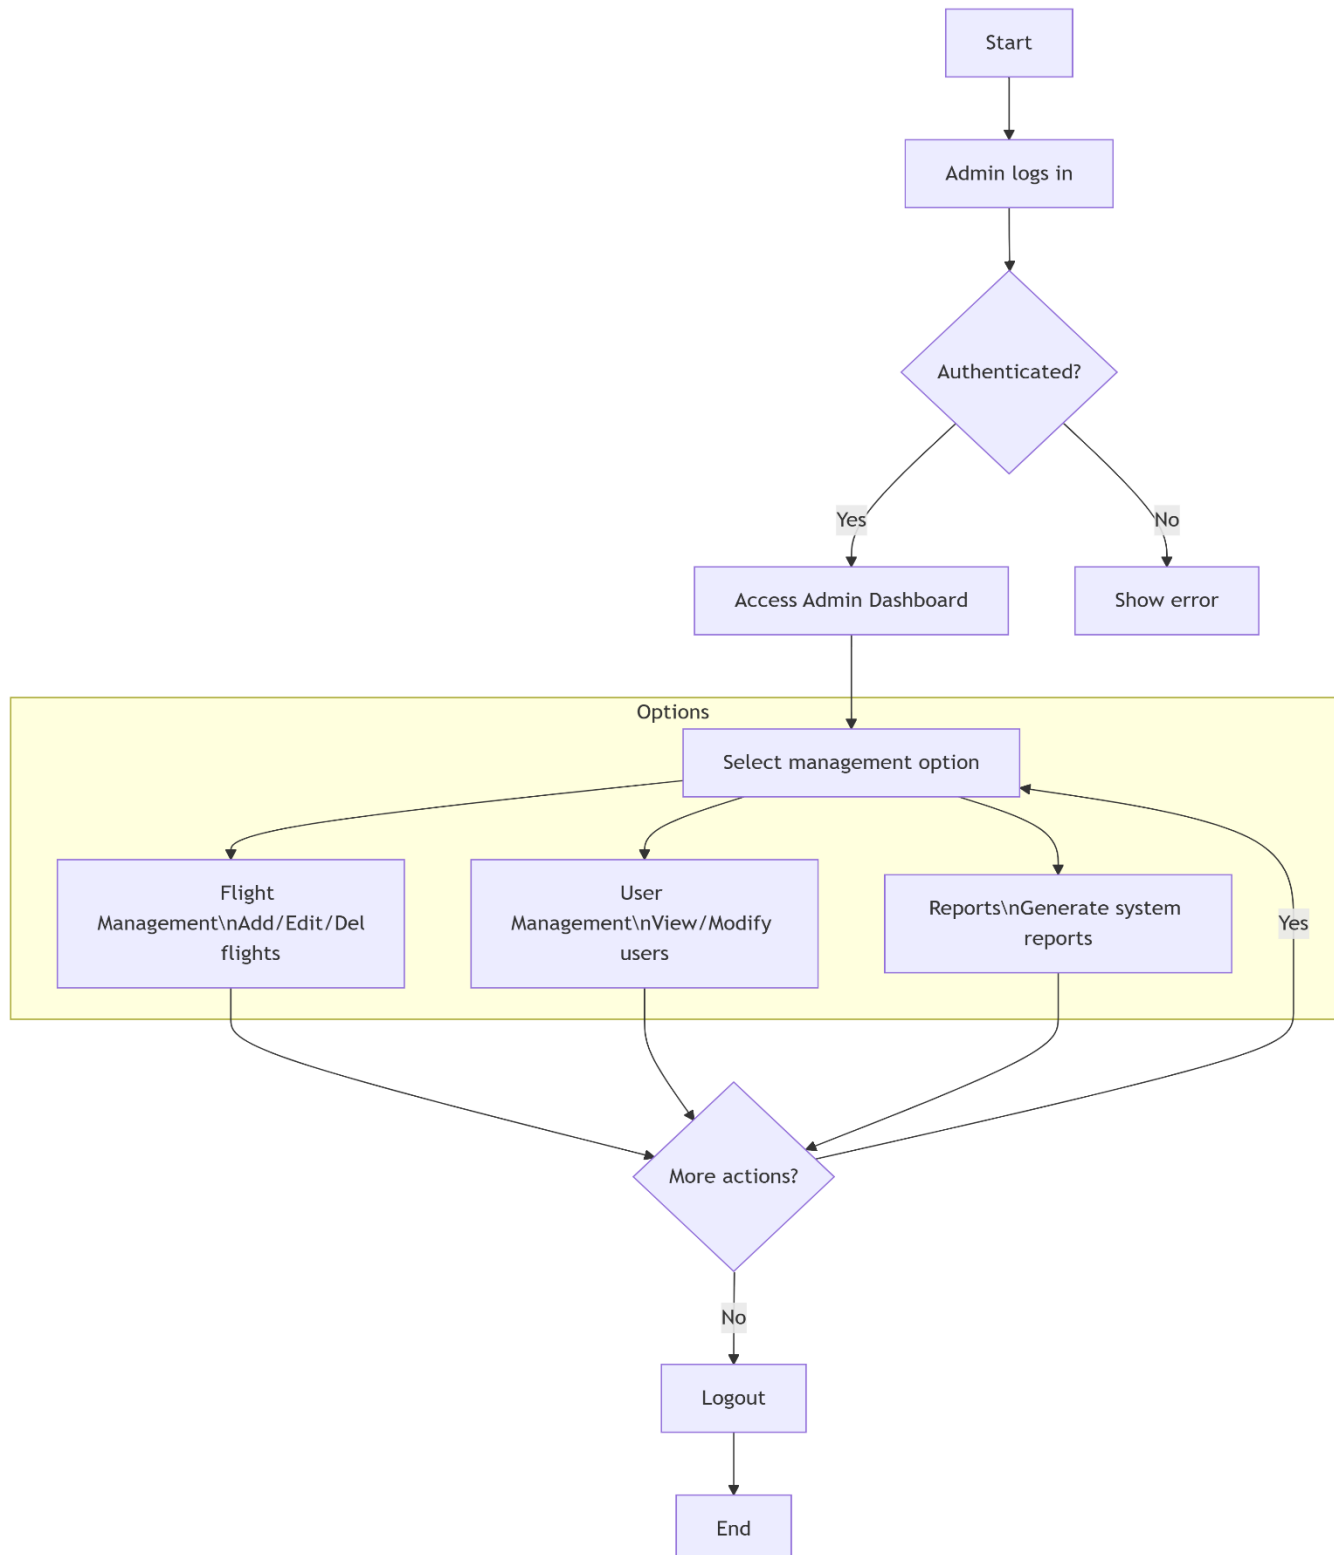 Start
Admin logs in
Authenticated?
Yes
No
Access Admin Dashboard
Show error
Options
Select management option
Flight
Management\nAdd/Edit/Del
flights
User
Management\nView/Modify
users
Reports\nGenerate system
reports
Yes
More actions?
No
Logout
End